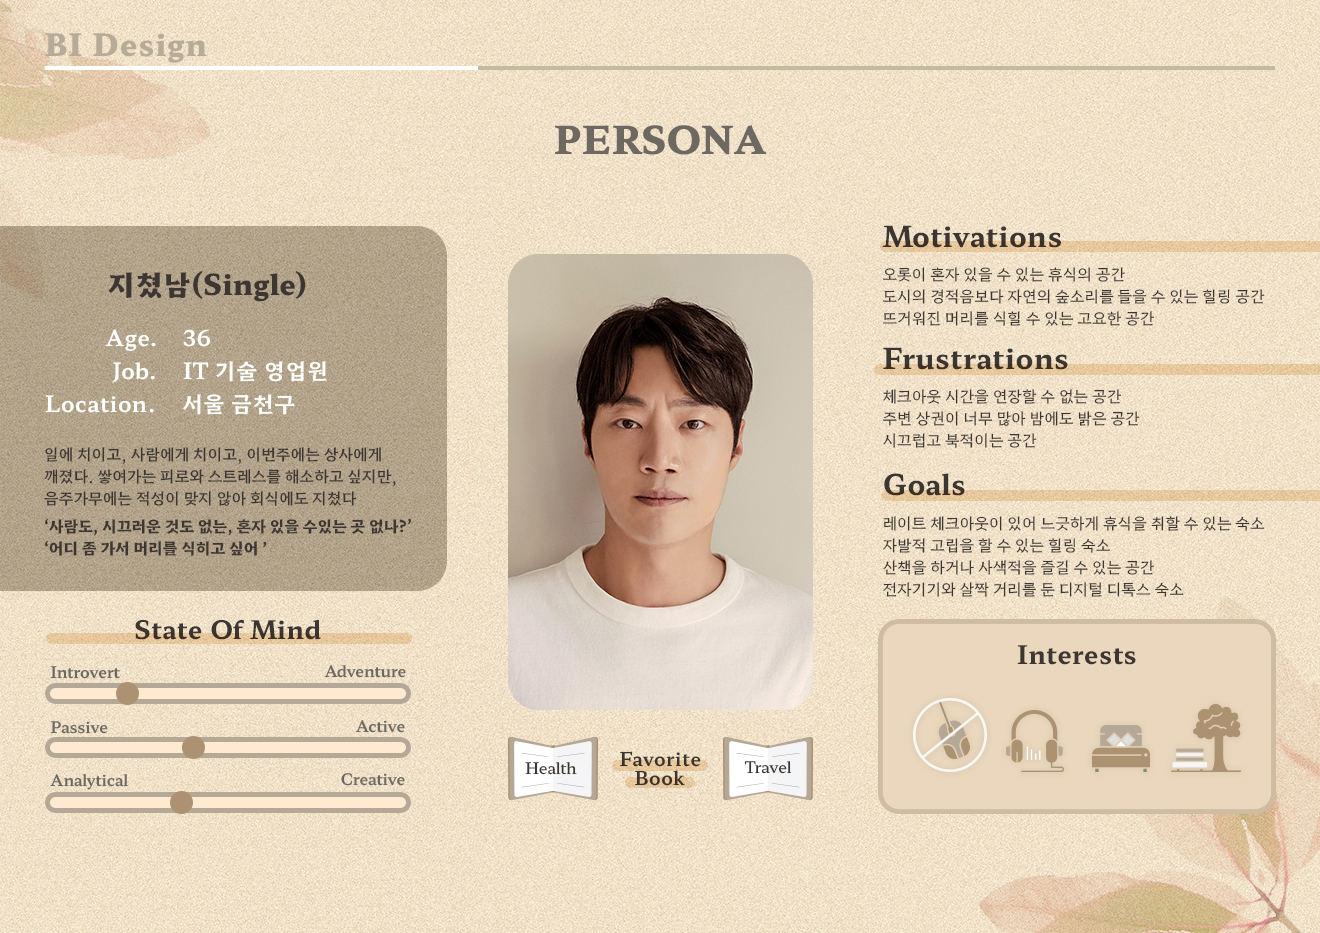 BI Design
PERSONA
지쳤남(Single)
Age. 36
Job. IT 기술 영업원
Location. 서울 금천구
일에 치이고, 사람에게 치이고, 이번주에는 상사에게
깨졌다. 쌓여가는 피로와 스트레스를 해소하고 싶지만,
음주가무에는 적성이 맞지 않아 회식에도 지쳤다
‘사람도, 시끄러운 것도 없는, 혼자 있을 수있는 곳 없나?’
‘어디 좀 가서 머리를 식히고 싶어 ’
State Of Mind
Introvert Adventure
Passive Active
Analytical Creative
Health
Favorite
Book
Travel
Motivations
오롯이 혼자 있을 수 있는 휴식의 공간
도시의 경적음보다 자연의 숲소리를 들을 수 있는 힐링 공간
뜨거워진 머리를 식힐 수 있는 고요한 공간
Frustrations
체크아웃 시간을 연장할 수 없는 공간
주변 상권이 너무 많아 밤에도 밝은 공간
시끄럽고 북적이는 공간
Goals
레이트 체크아웃이 있어 느긋하게 휴식을 취할 수 있는 숙소
자발적 고립을 할 수 있는 힐링 숙소
산책을 하거나 사색적을 즐길 수 있는 공간
전자기기와 살짝 거리를 둔 디지털 디톡스 숙소
Interests